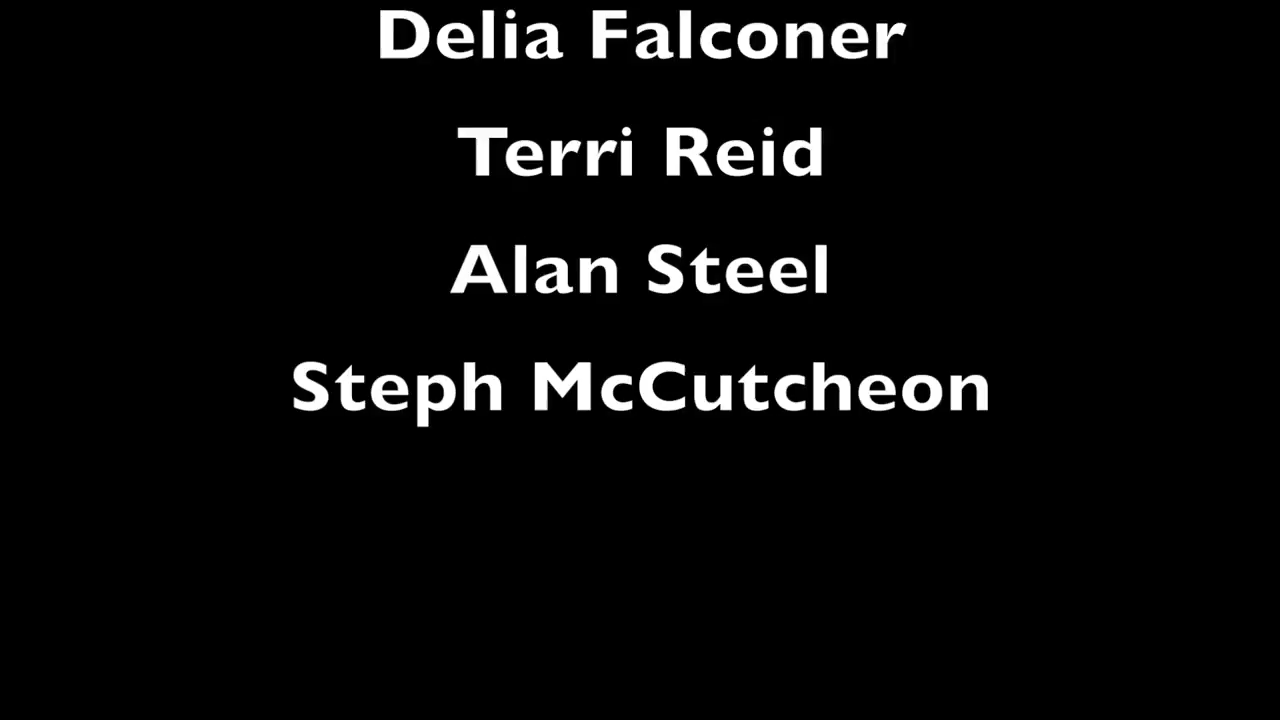 Delia Falconer
Terri Reid
Alan Steel
Steph McCutcheon